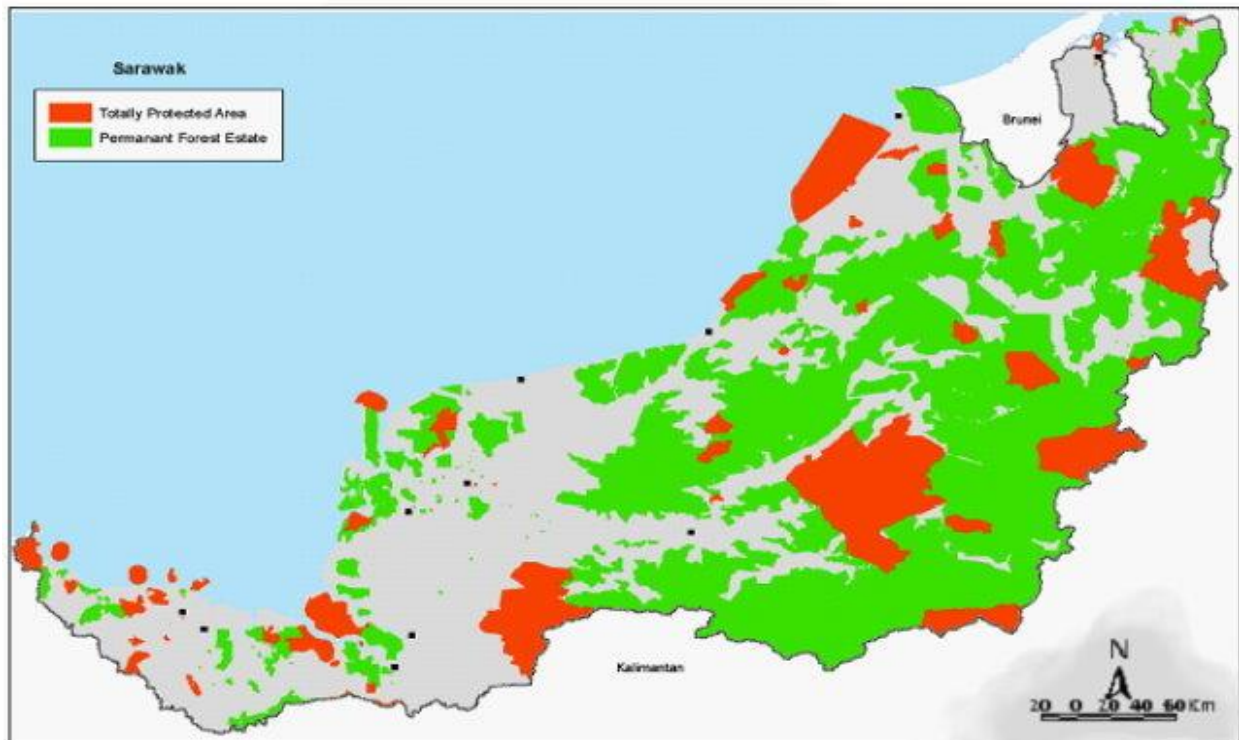 Sarawak
Totally Protected Area
Permanant Forest Estate
Brunei
Kalimantan
N
20 0 20 40 60 Km